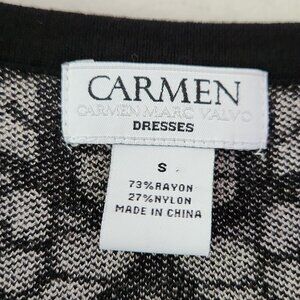 CARMEN
CARMEN MARC VALVO
DRESSES
S
73%RAYON
27%NYLON
MADE IN CHINA